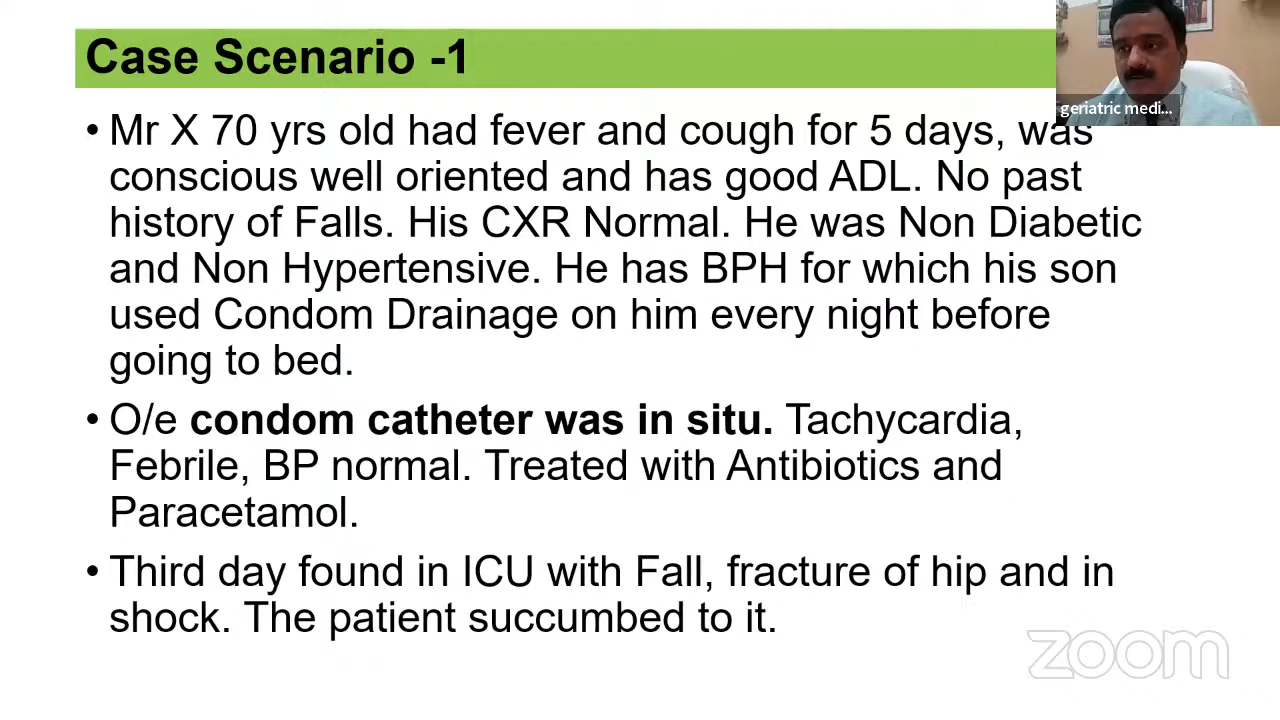 Case Scenario -1
geriatric medi...
• Mr X 70 yrs old had fever and cough for 5 days, was
conscious well oriented and has good ADL. No past
history of Falls. His CXR Normal. He was Non Diabetic
and Non Hypertensive. He has BPH for which his son
used Condom Drainage on him every night before
going to bed.
• O/e condom catheter was in situ. Tachycardia,
Febrile, BP normal. Treated with Antibiotics and
Paracetamol.
• Third day found in ICU with Fall, fracture of hip and in
shock. The patient succumbed to it.
zoom